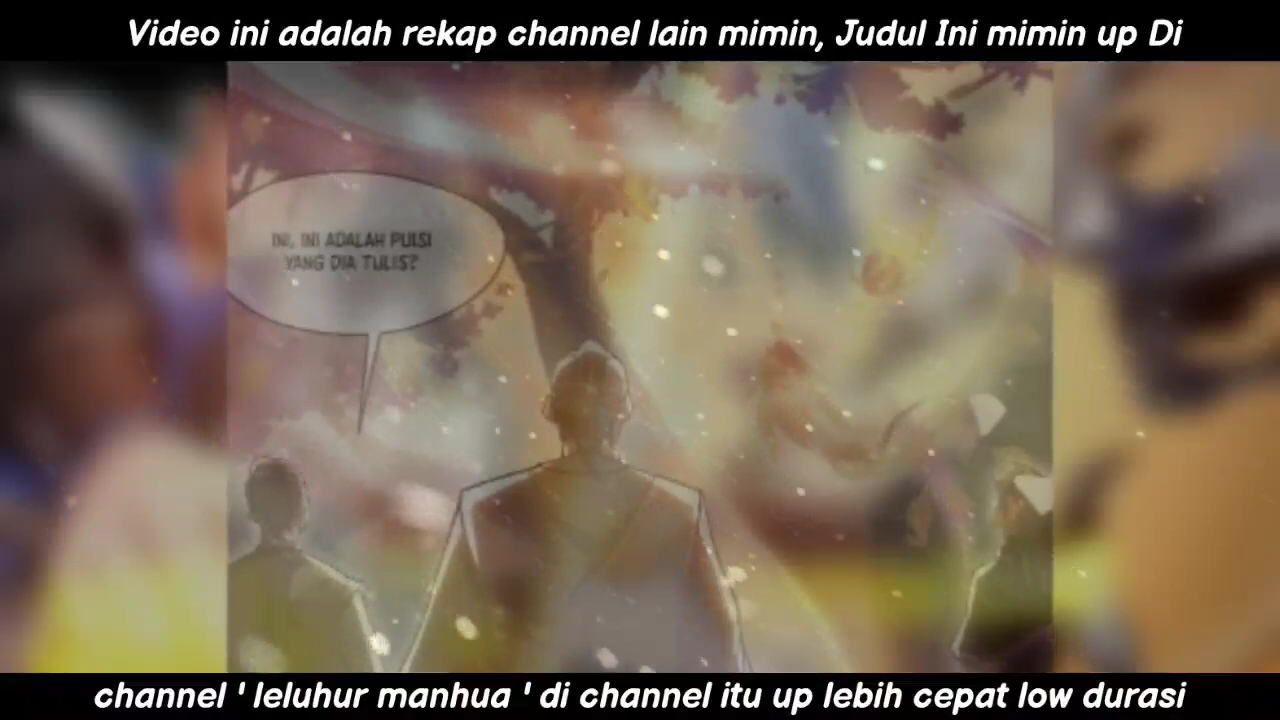 Video ini adalah rekap channel lain mimin, Judul Ini mimin up Di
INI, INI ADALAH PUISI
YANG DIA TULIS?
channel ' leluhur manhua ' di channel itu up lebih cepat low durasi